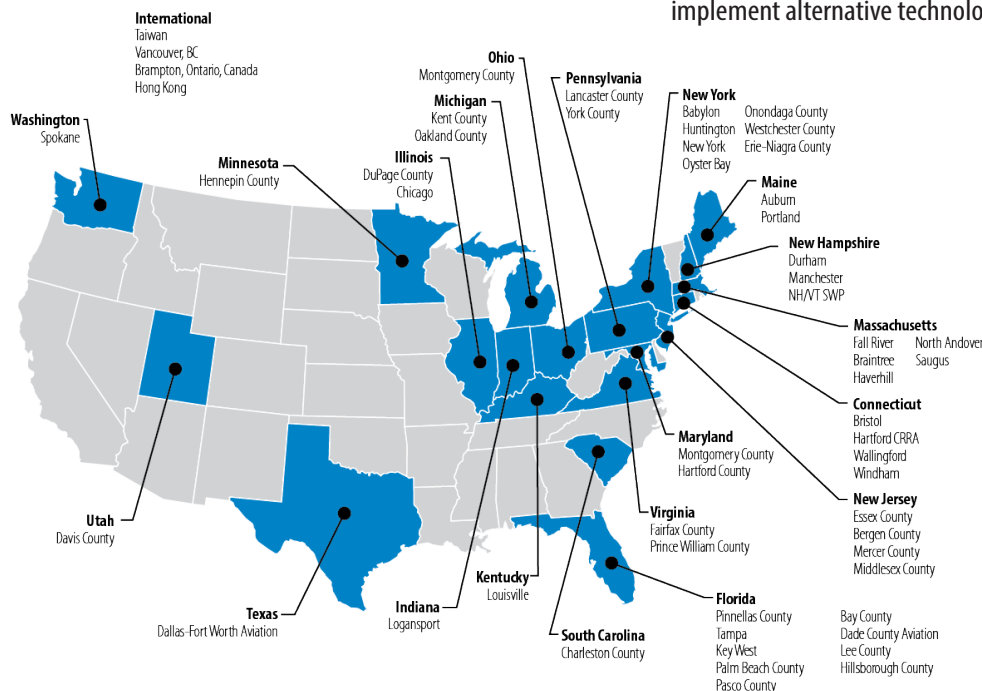 implement alternative technolo
International
Taiwan
Vancouver, BC
Brampton, Ontario, Canada
Hong Kong
Washington
Spokane
Minnesota
Hennepin County
Ohio
Montgomery County
Michigan
Kent County
Oakland County
Illinois
DuPage County
Chicago
Pennsylvania
Lancaster County
York County
New York
Babylon
Huntington
New York
Oyster Bay
Onondaga County
Westchester County
Erie-Niagra County
Maine
Auburn
Portland
New Hampshire
Durham
Manchester
NH/VT SWP
Massachusetts
Fall River
Braintree
Haverhill
North Andover
Saugus
Connecticut
Bristol
Hartford CRRA
Wallingford
Windham
New Jersey
Essex County
Bergen County
Mercer County
Middlesex County
Maryland
Montgomery County
Hartford County
Virginia
Fairfax County
Prince William County
Utah
Davis County
Texas
Dallas-Fort Worth Aviation
Indiana
Logansport
Kentucky
Louisville
South Carolina
Charleston County
Florida
Pinnellas County
Tampa
Key West
Palm Beach County
Pasco County
Bay County
Dade County Aviation
Lee County
Hillsborough County